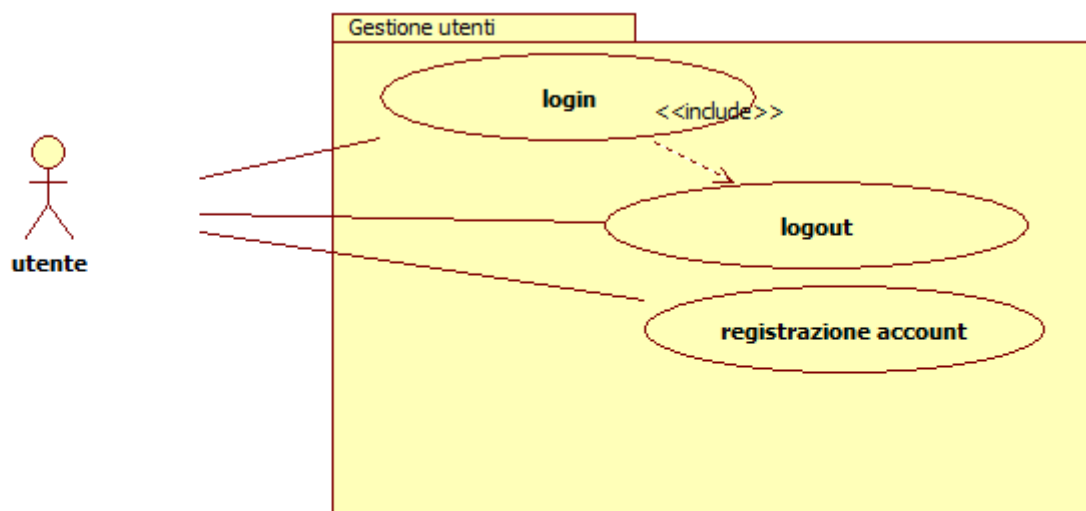 Gestione utenti
login
<<include>>
logout
utente
registrazione account